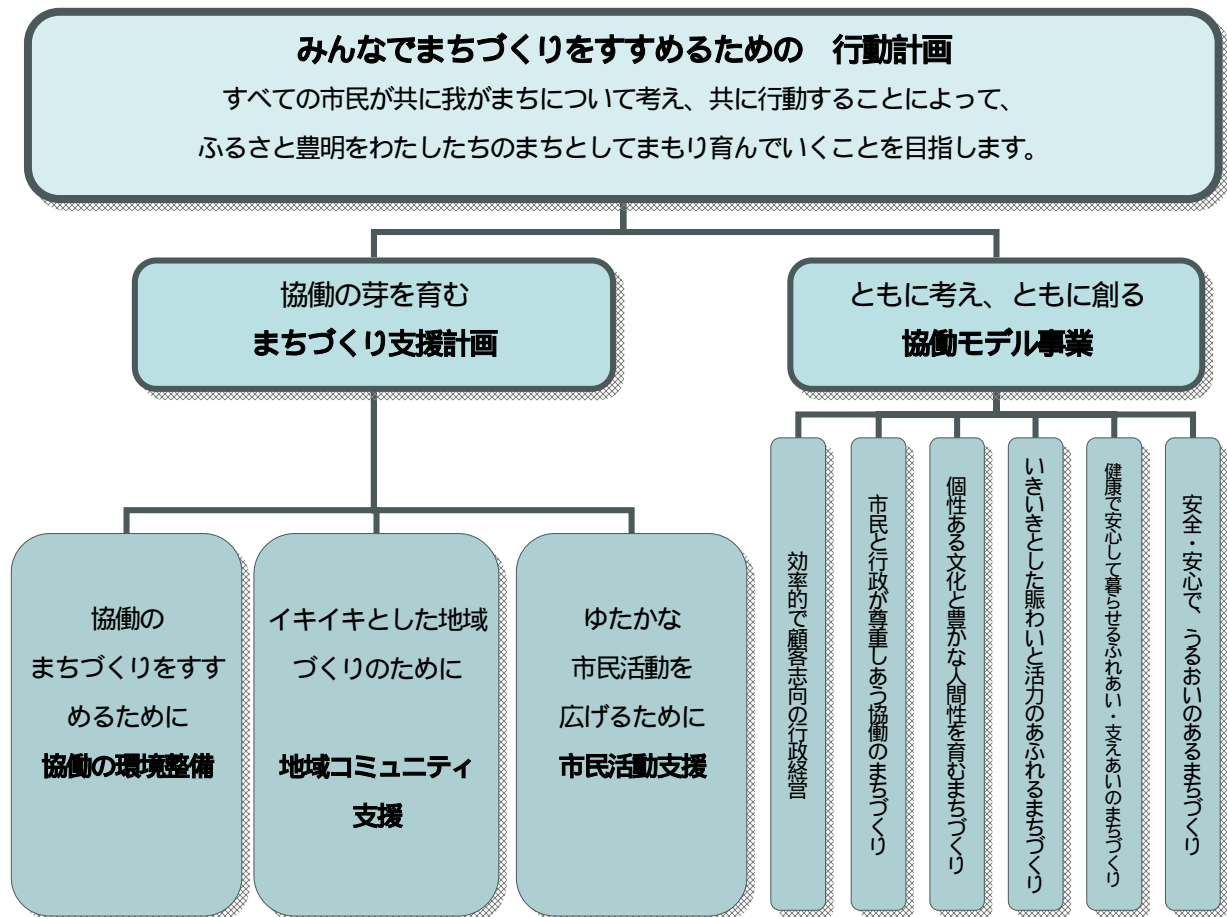 みんなでまちづくりをすすめるための　行動計画
すべての市民が共に我がまちについて考え、共に行動することによって、
ふるさと豊明をわたしたちのまちとしてまもり育んでいくことを目指します。
協働の芽を育む
まちづくり支援計画
ともに考え、ともに創る
協働モデル事業
協働の
まちづくりをすす
めるために
協働の環境整備
イキイキとした地域
づくりのために
地域コミュニティ
支援
ゆたかな
市民活動を
広げるために
市民活動支援
安全・安心で、うるおいのあるまちづくり
健康で安心して暮らせるふれあい・支えあいのまちづくり
いきいきとした賑わいと活力のあふれるまちづくり
個性ある文化と豊かな人間性を育むまちづくり
市民と行政が尊重しあう協働のまちづくり
効率的で顧客志向の行政経営